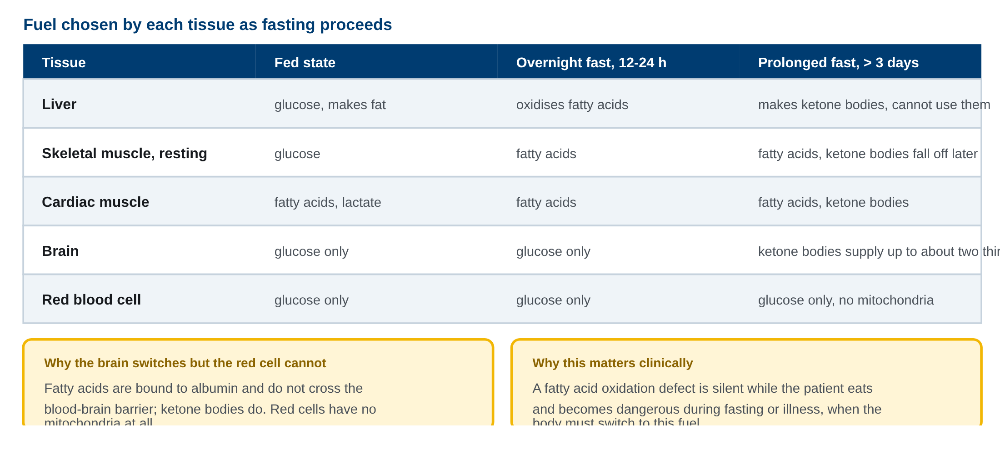 Fuel chosen by each tissue as fasting proceeds
Tissue Fed state Overnight fast, 12-24 h Prolonged fast, > 3 days
Liver glucose, makes fat oxidises fatty acids makes ketone bodies, cannot use them
Skeletal muscle, resting glucose fatty acids fatty acids, ketone bodies fall off later
Cardiac muscle fatty acids, lactate fatty acids fatty acids, ketone bodies
Brain glucose only glucose only ketone bodies supply up to about two
Red blood cell glucose only glucose only glucose only, no mitochondria
Why the brain switches but the red cell cannot
Fatty acids are bound to albumin and do not cross the
blood-brain barrier; ketone bodies do. Red cells have no
mitochondria at all
Why this matters clinically
A fatty acid oxidation defect is silent while the patient eats
and becomes dangerous during fasting or illness, when the
body must switch to this fuel